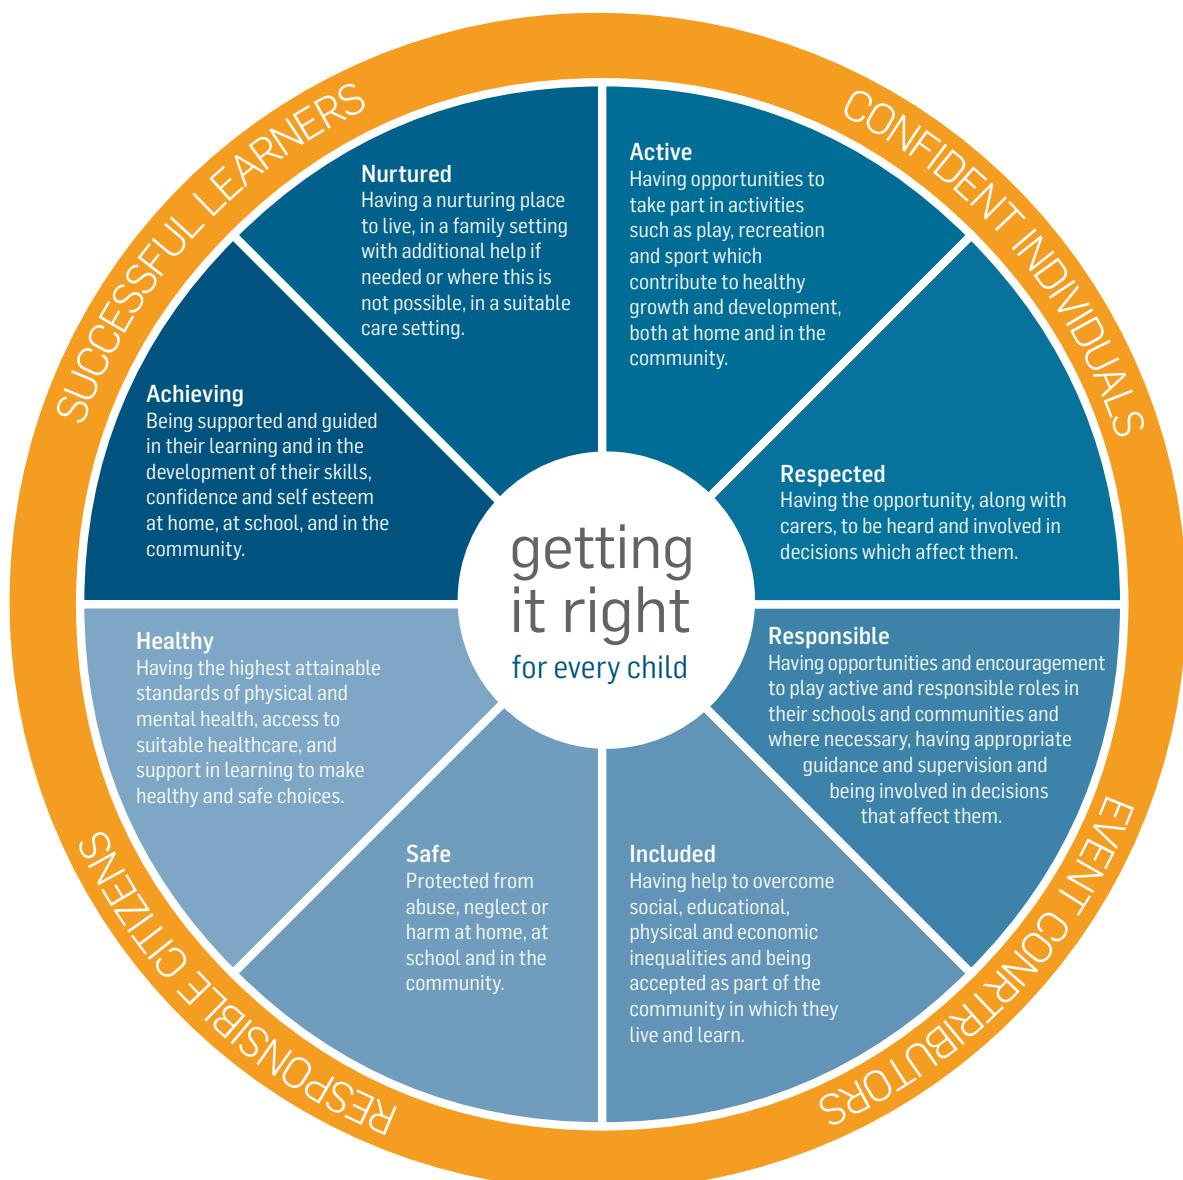 SUCCESSFUL LEARNERS
CONFIDENT INDIVIDUALS
Nurtured
Having a nurturing place
to live, in a family setting
with additional help if
needed or where this is
not possible, in a suitable
care setting.
Active
Having opportunities to
take part in activities
such as play, recreation
and sport which
contribute to healthy
growth and development,
both at home and in the
community.
Achieving
Being supported and guided
in their learning and in the
development of their skills,
confidence and self esteem
at home, at school, and in the
community.
Respected
Having the opportunity, along with
carers, to be heard and involved in
decisions which affect them.
getting
it right
for every child
Healthy
Having the highest attainable
standards of physical and
mental health, access to
suitable healthcare, and
support in learning to make
healthy and safe choices.
Responsible
Having opportunities and encouragement
to play active and responsible roles in
their schools and communities and
where necessary, having appropriate
guidance and supervision and
being involved in decisions
that affect them.
Safe
Protected from
abuse, neglect or
harm at home, at
school and in the
community.
Included
Having help to overcome
social, educational,
physical and economic
inequalities and being
accepted as part of the
community in which they
live and learn.
RESPONSIBLE CITIZENS
EVENT CONRTRIBUTORS